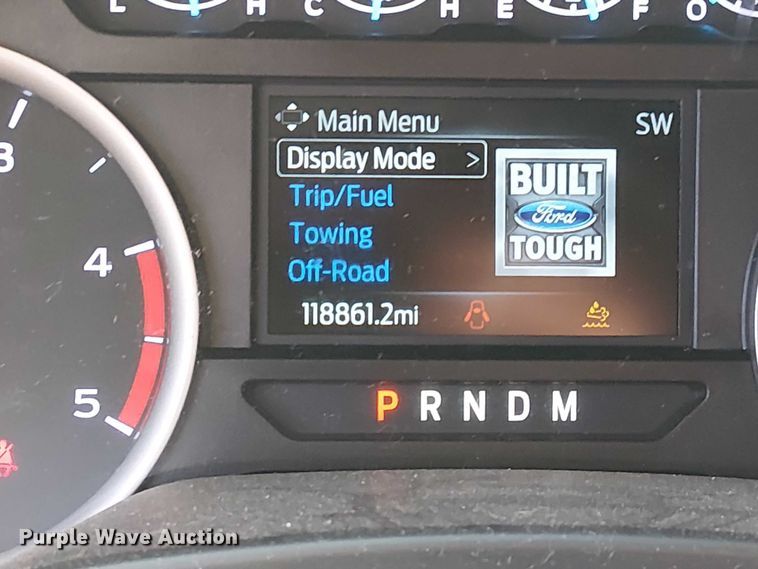 L H C H E F O
Main Menu SW
Display Mode >
Trip/Fuel
Towing
Off-Road
BUILT
Ford
TOUGH
118861.2mi
3
4
5
P R N D M
Purple Wave Auction